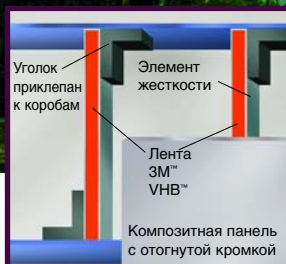 Уголок
приклепан
к коробам
Элемент
жесткости
Лента
3M™
VHB™
Композитная панель
с отогнутой кромкой